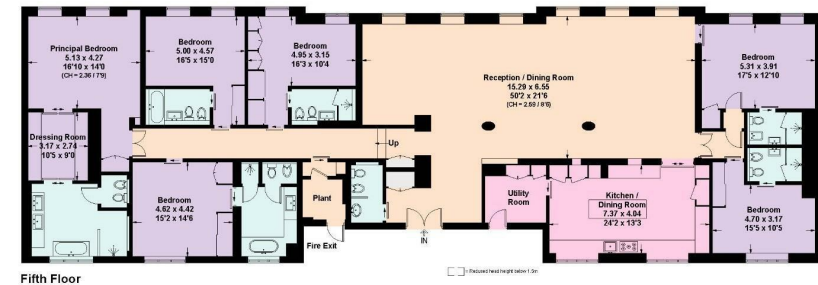 Principal Bedroom
5.13 x 4.27
16'10 x 14'0
(CH = 2.36 / 7'9)
Bedroom
5.00 x 4.57
16'5 x 15'0
Bedroom
4.95 x 3.15
16'3 x 10'4
Reception / Dining Room
15.29 x 6.55
50'2 x 21'6
(CH = 2.59 / 8'6)
Bedroom
5.31 x 3.91
17'5 x 12'10
Dressing Room
3.17 x 2.74
10'5 x 9'0
Up
Bedroom
4.62 x 4.42
15'2 x 14'6
Plant
Fire Exit
IN
Utility
Room
Kitchen /
Dining Room
7.37 x 4.04
24'2 x 13'3
Bedroom
4.70 x 3.17
15'5 x 10'5
= Reduced head height below 1.5m
Fifth Floor